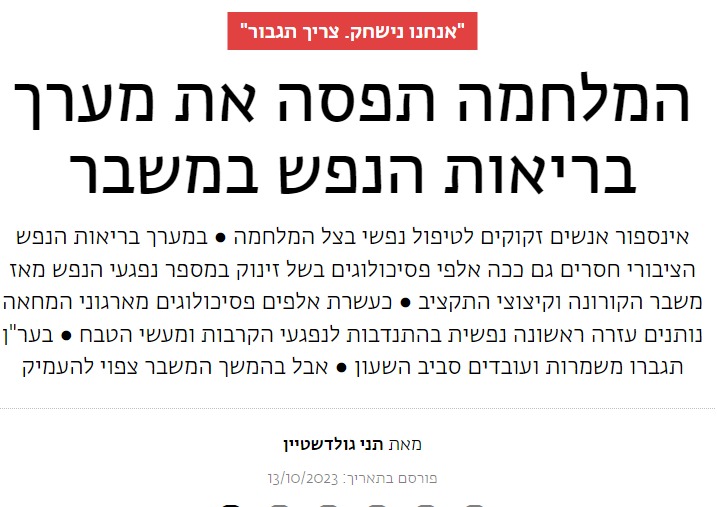 "אנחנו נישחק. צריך תגבור"
המלחמה תפסה את מערך
בריאות הנפש במשבר
אינספור אנשים זקוקים לטיפול נפשי בצל המלחמה ● במערך בריאות הנפש
הציבורי חסרים גם ככה אלפי פסיכולוגים בשל זינוק במספר נפגעי הנפש מאז
משבר הקורונה וקיצוצי התקציב ● כעשרת אלפים פסיכולוגים מארגוני המחאה
נותנים עזרה ראשונה נפשית בהתנדבות לנפגעי הקרבות ומעשי הטבח ● בער"ן
תגברו משמרות ועובדים סביב השעון ● אבל בהמשך המשבר צפוי להעמיק
מאת תני גולדשטיין
פורסם בתאריך: 13/10/2023